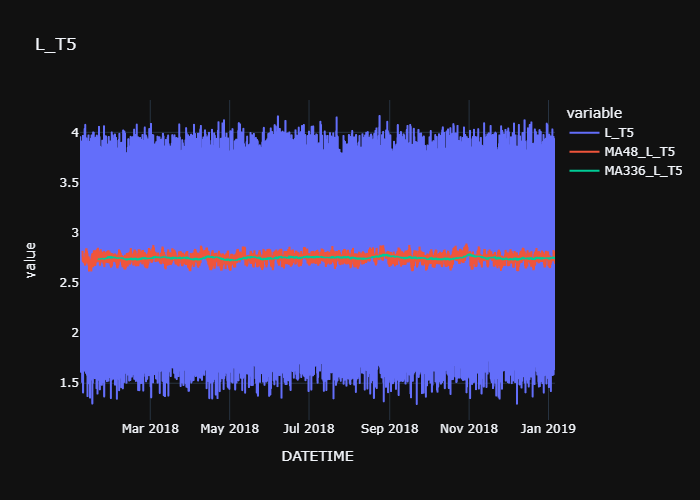 L_T5
variable
L_T5
MA48_L_T5
MA336_L_T5
value
4
3.5
3
2.5
2
1.5
Mar 2018
May 2018
Jul 2018
Sep 2018
Nov 2018
Jan 2019
DATETIME